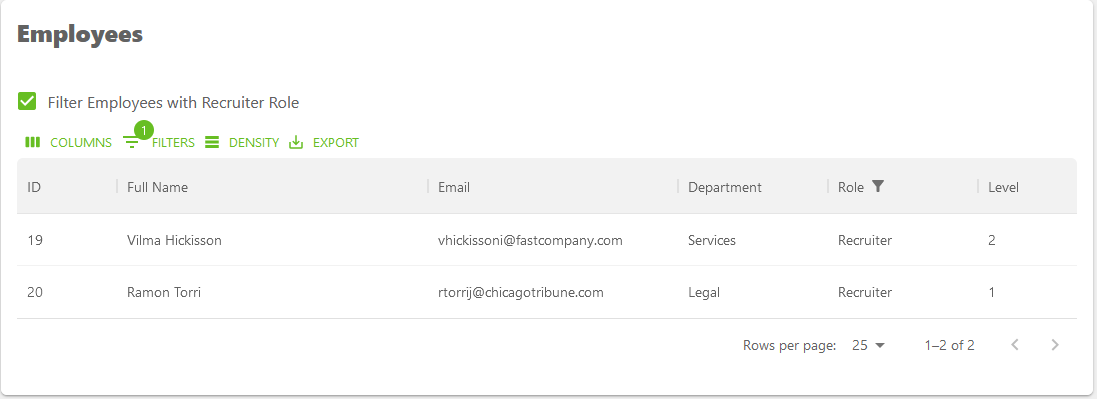 Employees
Filter Employees with Recruiter Role
COLUMNS 1 FILTERS DENSITY EXPORT
ID Full Name Email Department Role Level
19 Vilma Hickisson vhickissoni@fastcompany.com Services Recruiter 2
20 Ramon Torri rtorrij@chicagotribune.com Legal Recruiter 1
Rows per page: 25 1–2 of 2